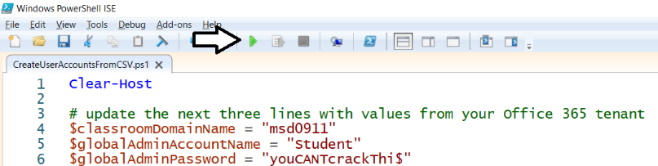 Windows PowerShell ISE
File Edit View Tools Debug Add-ons Help
CreateUserAccountsFromCSV.ps1 X
1 Clear-Host
2
3 # update the next three lines with values from your Office 365 tenant
4 $classroomDomainName = "msd0911"
5 $globalAdminAccountName = "Student"
6 $globalAdminPassword = "youCANTcrackThi$"